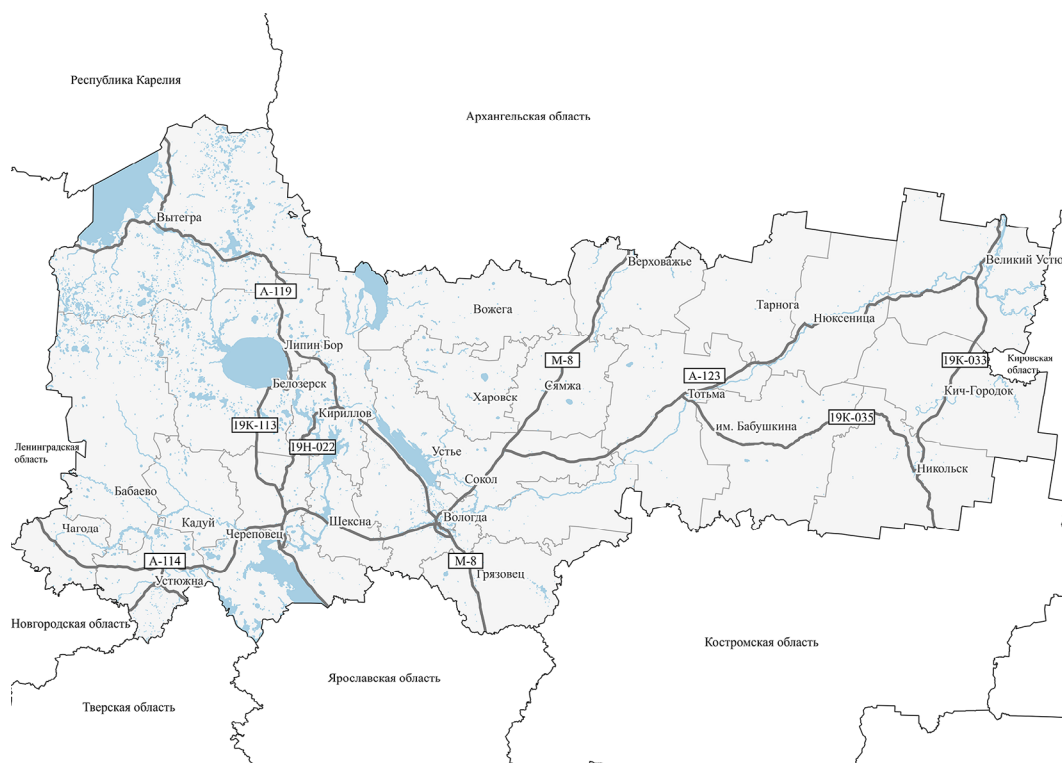 Республика Карелия
Архангельская область
Вытегра
Великий Устю
Верховажье
А-119
Вожега
Тарнога
Нюксеница
Липин Бор
М-8
19К-033
Кировская
область
Белозерск
Сямжа
А-123
Тотьма
Кич-Городок
Харовск
Кириллов
19К-113
19К-035
им. Бабушкина
19Н-022
Ленинградская
область
Устье
Никольск
Сокол
Бабаево
Вологда
Кадуй
Шексна
Чагода
Череповец
А-114
М-8
Устюжна
Грязовец
Новгородская область
Костромская область
Ярославская область
Тверская область